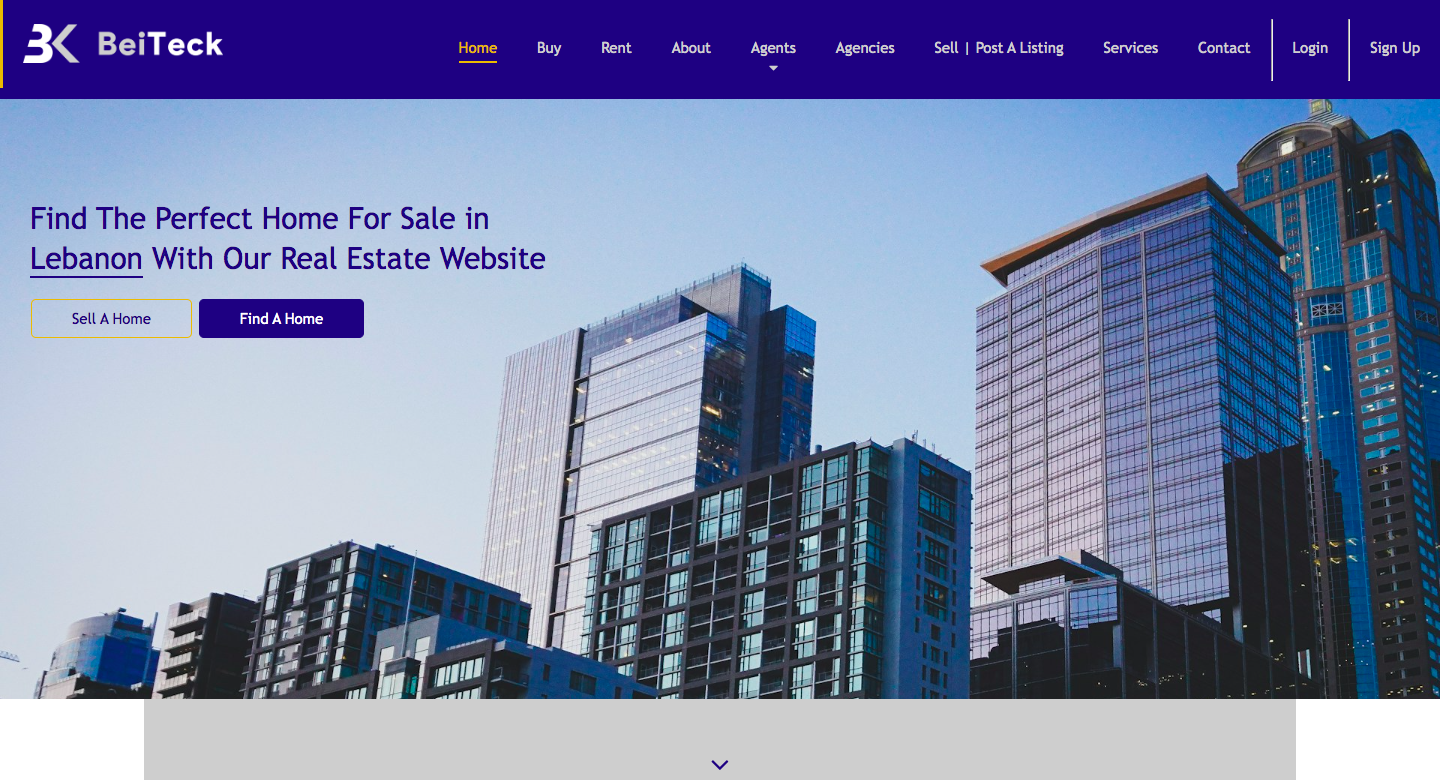 BK BeiTeck
Home Buy Rent About Agents Agencies Sell | Post A Listing Services Contact Login Sign Up
Find The Perfect Home For Sale in
Lebanon With Our Real Estate Website
Sell A Home Find A Home